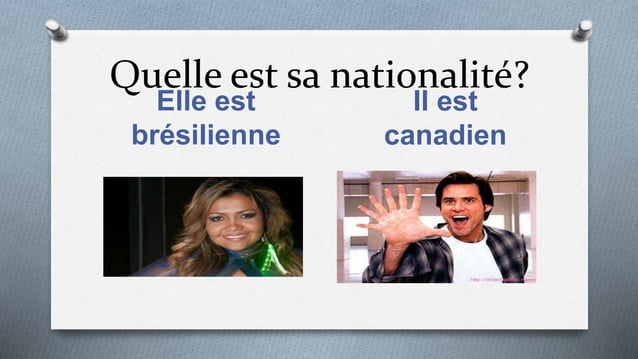 Quelle est sa nationalité?
Elle est
brésilienne
Il est
canadien